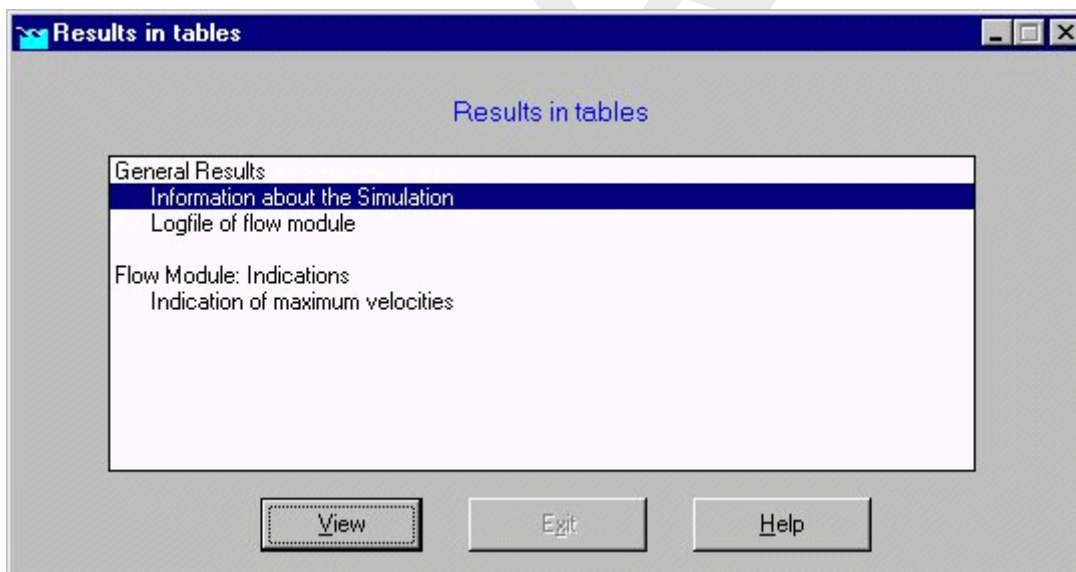 Results in tables
Results in tables
General Results
Information about the Simulation
Logfile of flow module
Flow Module: Indications
Indication of maximum velocities
View
Exit
Help